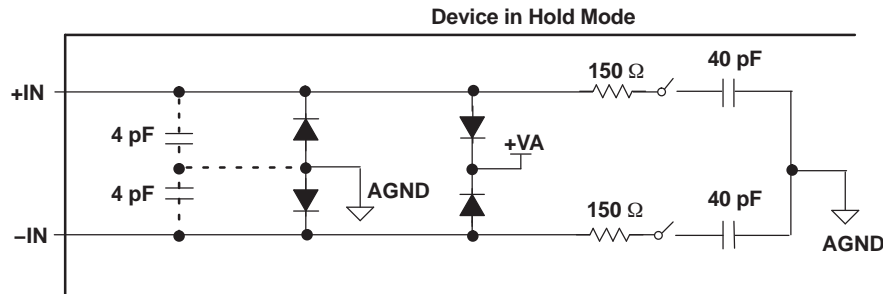 Device in Hold Mode
150 Ω
40 pF
+IN
4 pF
+VA
4 pF
AGND
150 Ω
40 pF
–IN
AGND